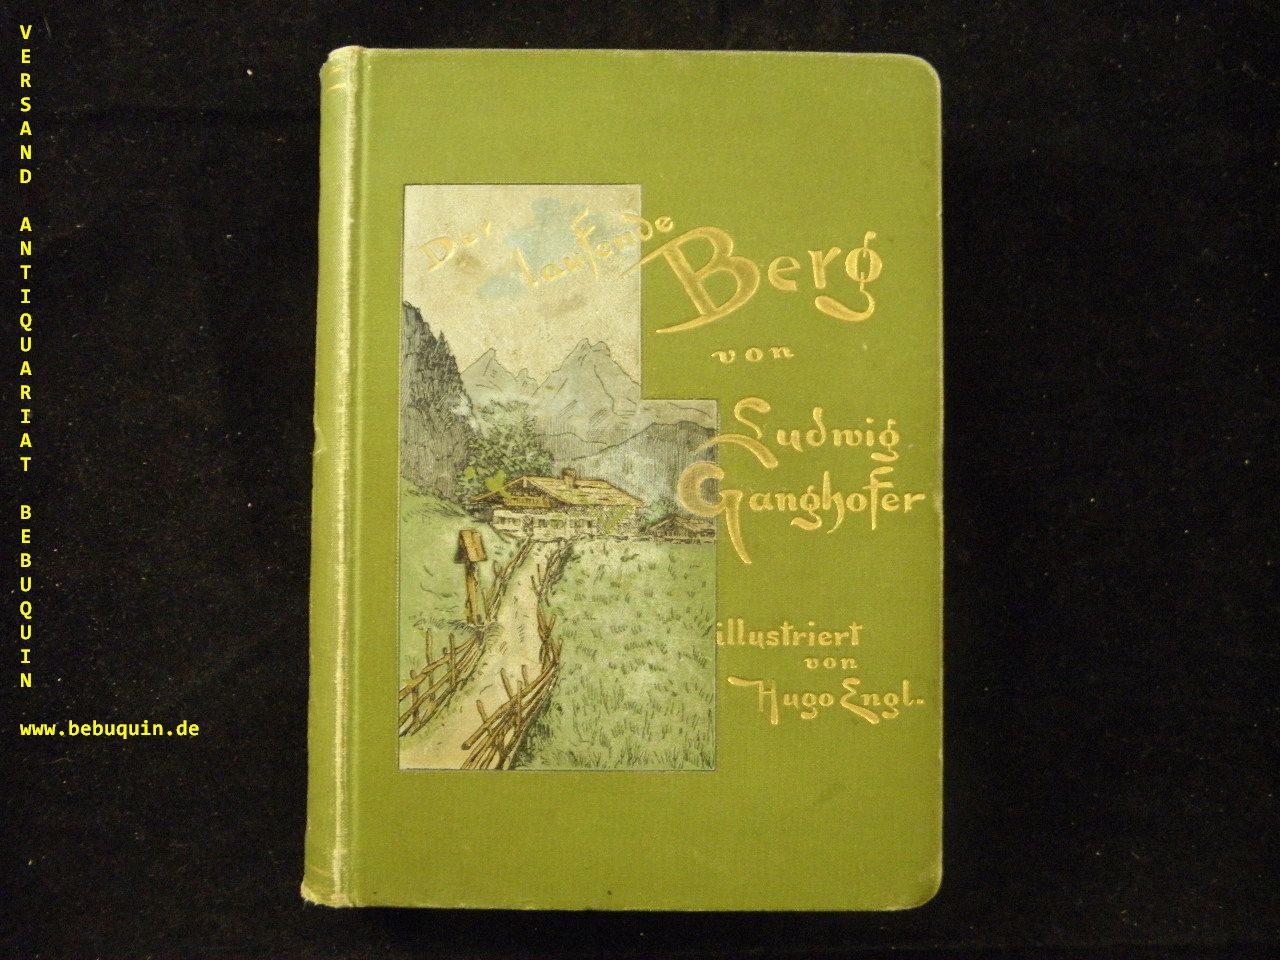 VERSAND ANTIQUARIAT BEBUQUIN
www.bebuquin.de
Der
laufende
Berg
von
Ludwig
Ganghofer
illustriert
von
Hugo Engl.